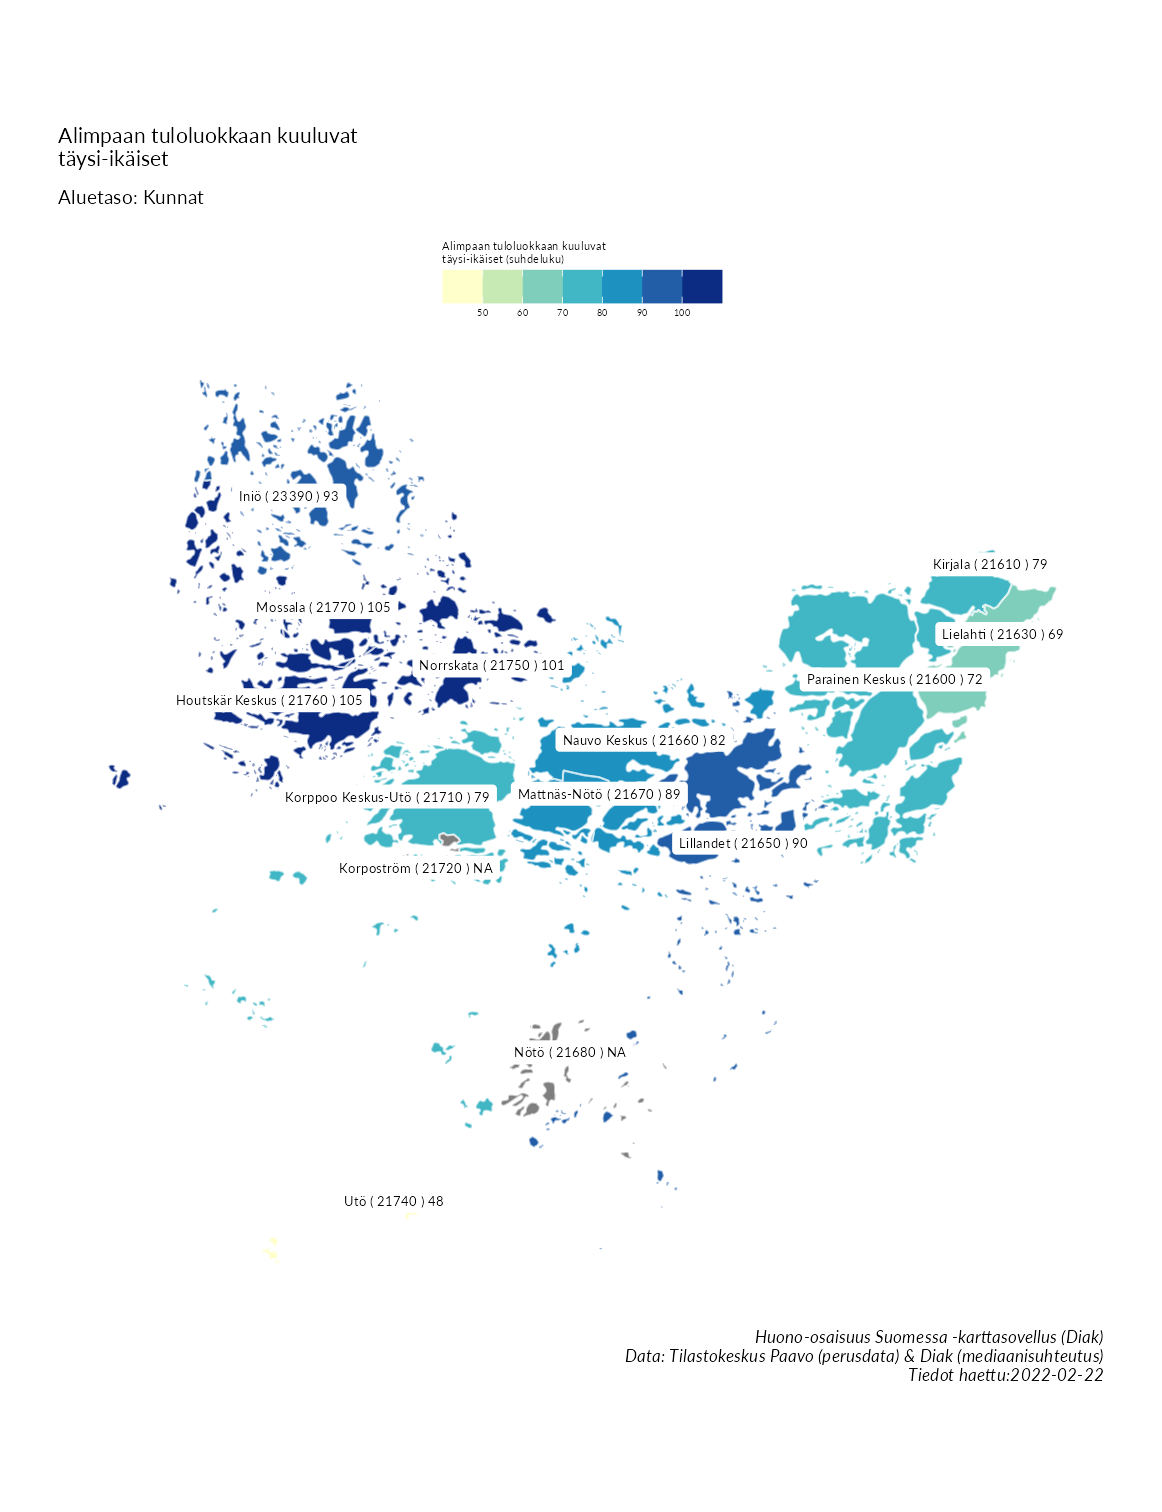 Alimpaan tuloluokkaan kuuluvat
täysi-ikäiset
Aluetaso: Kunnat
Alimpaan tuloluokkaan kuuluvat
täysi-ikäiset (suhdeluku)
50 60 70 80 90 100
Iniö ( 23390 ) 93
Kirjala ( 21610 ) 79
Mossala ( 21770 ) 105
Lielahti ( 21630 ) 69
Norrskata ( 21750 ) 101
Parainen Keskus ( 21600 ) 72
Houtskär Keskus ( 21760 ) 105
Nauvo Keskus ( 21660 ) 82
Korppoo Keskus-Utö ( 21710 ) 79
Mattnäs-Nötö ( 21670 ) 89
Lillandet ( 21650 ) 90
Korpoström ( 21720 ) NA
Nötö ( 21680 ) NA
Utö ( 21740 ) 48
Huono-osaisuus Suomessa -karttasovellus (Diak)
Data: Tilastokeskus Paavo (perusdata) & Diak (mediaanisuhteutus)
Tiedot haettu:2022-02-22